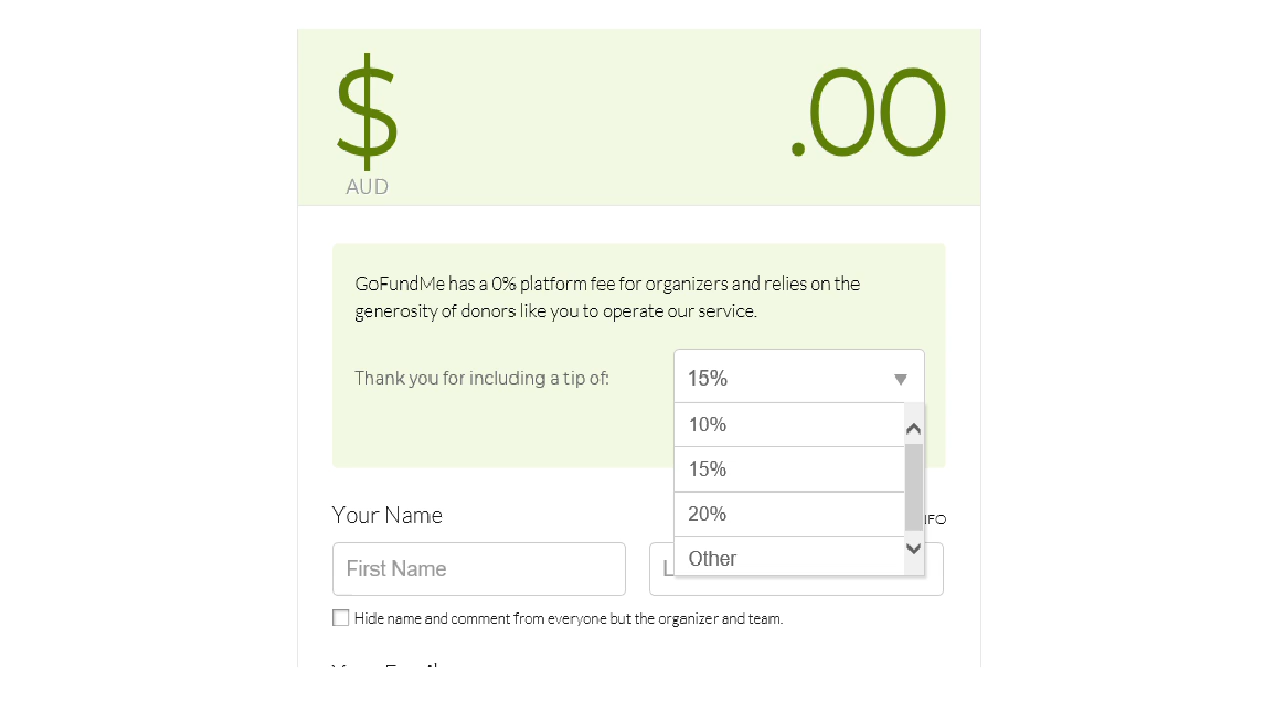 $ .00
AUD
GoFundMe has a 0% platform fee for organizers and relies on the
generosity of donors like you to operate our service.
Thank you for including a tip of:
15%
10%
15%
20%
Other
Your Name
First Name
Hide name and comment from everyone but the organizer and team.